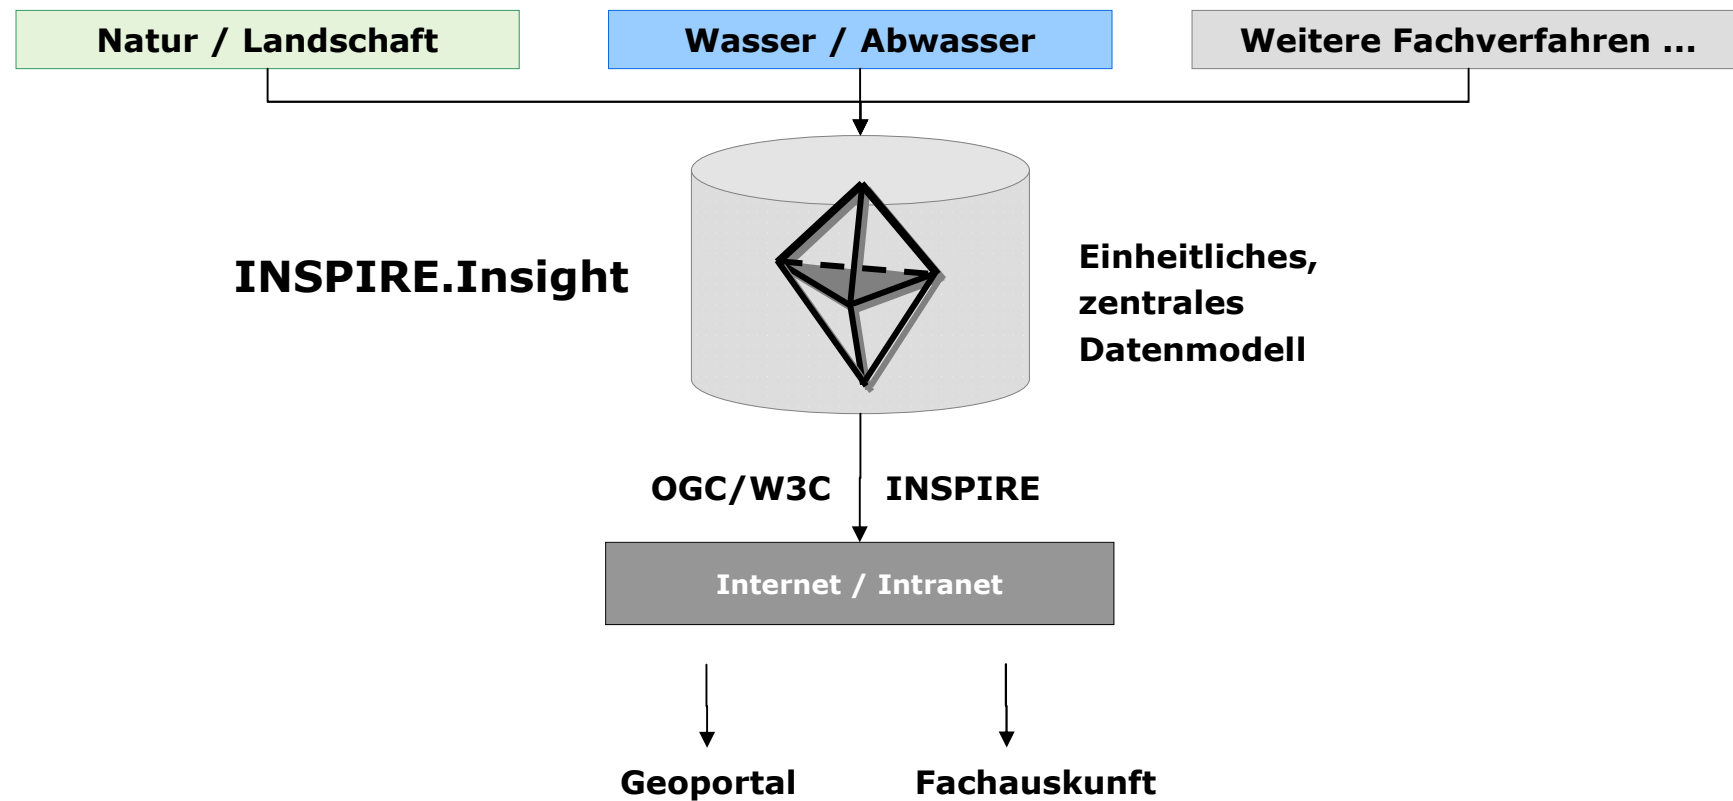 Natur / Landschaft
Wasser / Abwasser
Weitere Fachverfahren ...
INSPIRE.Insight
Einheitliches,
zentrales
Datenmodell
OGC/W3C
INSPIRE
Internet / Intranet
Geoportal
Fachauskunft